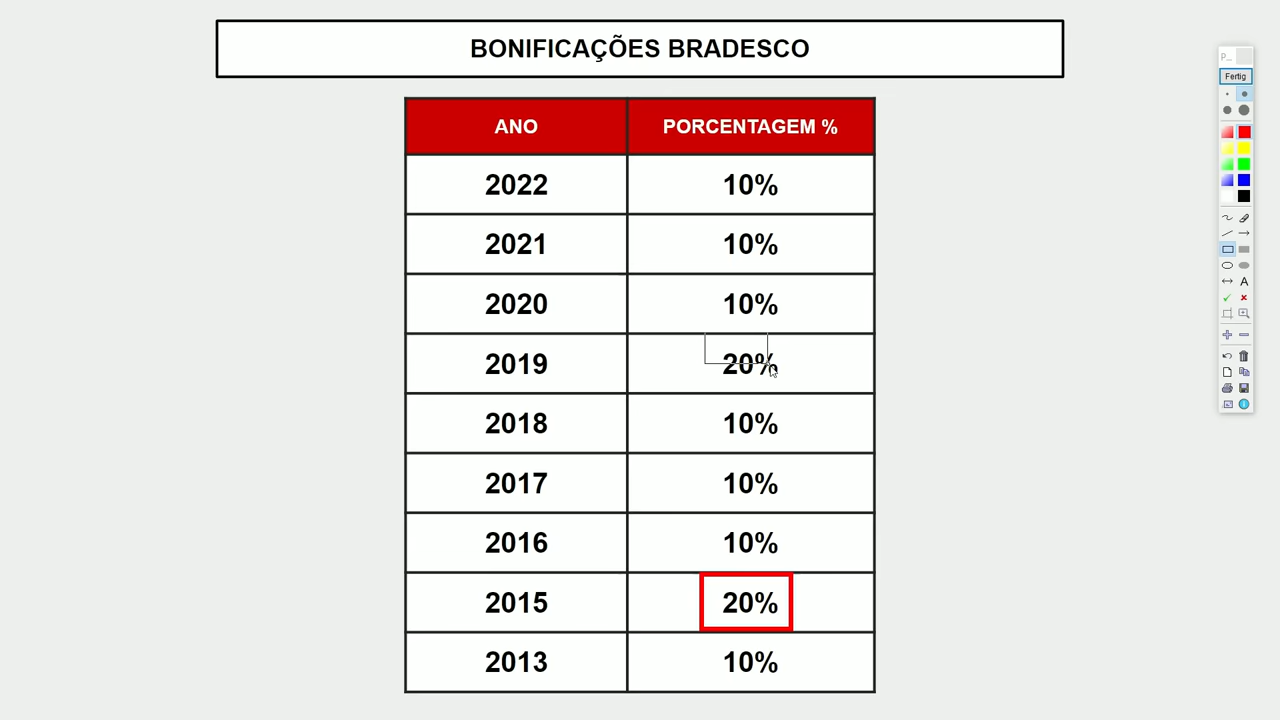 BONIFICAÇÕES BRADESCO
ANO PORCENTAGEM %
2022 10%
2021 10%
2020 10%
2019 20%
2018 10%
2017 10%
2016 10%
2015 20%
2013 10%
P...
Fertig
A